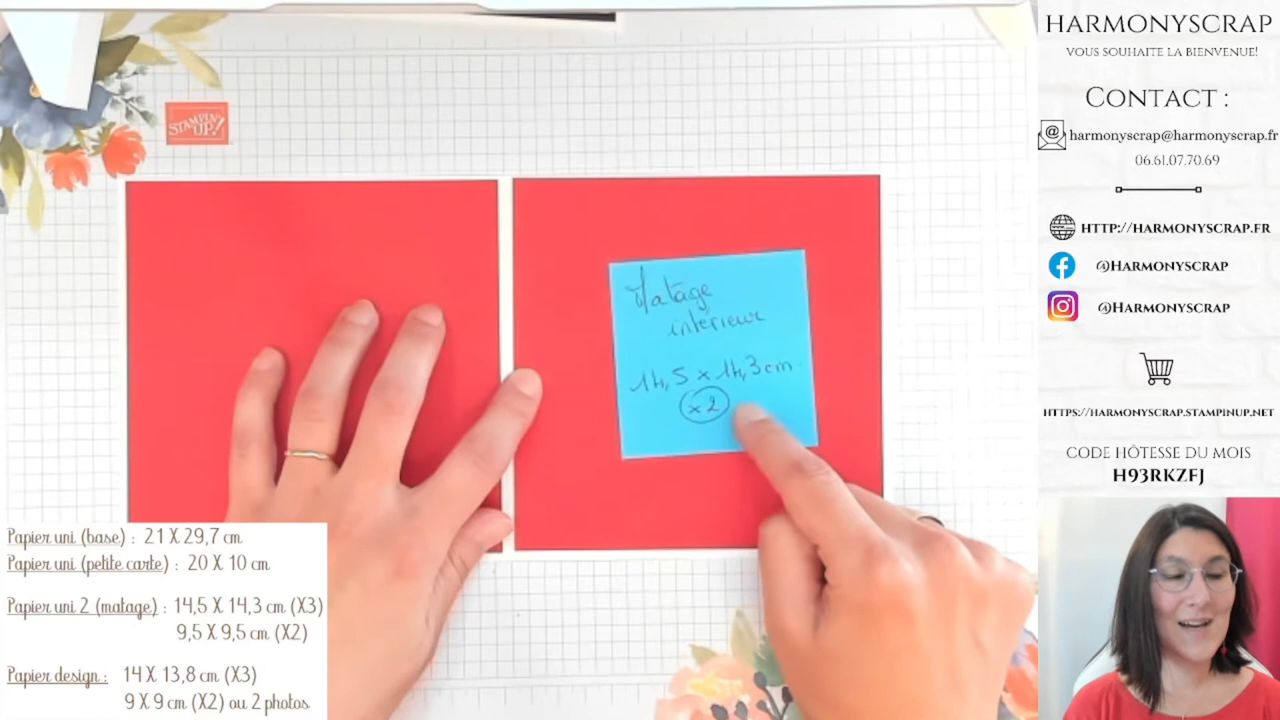 STAMPIN' UP!
Matage
intérieur
14,5 x 14,3 cm.
x2
Papier uni (base) : 21 X 29,7 cm
Papier uni (petite carte) : 20 X 10 cm
Papier uni 2 (matage) : 14,5 X 14,3 cm (X3)
9,5 X 9,5 cm (X2)
Papier design : 14 X 13,8 cm (X3)
9 X 9 cm (X2) ou 2 photos
HARMONYSCRAP
VOUS SOUHAITE LA BIENVENUE!
CONTACT :
harmonyscrap@harmonyscrap.fr
06.61.07.70.69
HTTP://HARMONYSCRAP.FR
@HARMONYSCRAP
@HARMONYSCRAP
HTTPS://HARMONYSCRAP.STAMPINUP.NET
CODE HÔTESSE DU MOIS
H93RKZFJ